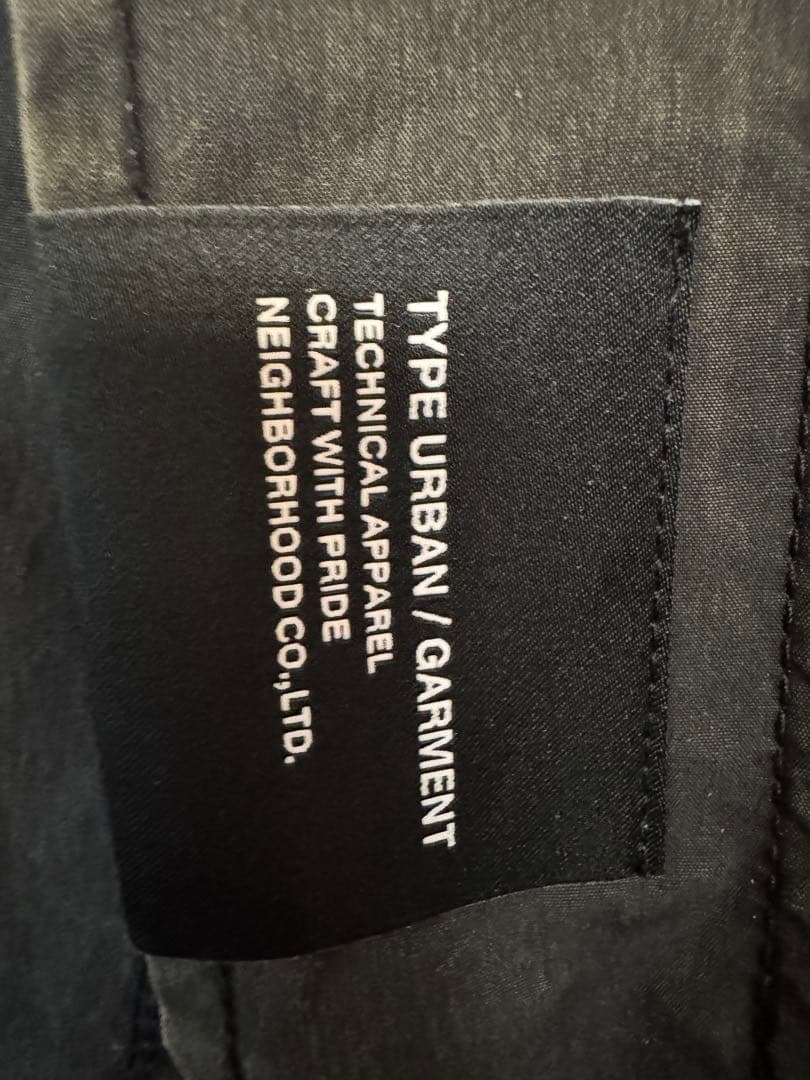 TYPE URBAN / GARMENT
TECHNICAL APPAREL
CRAFT WITH PRIDE
NEIGHBORHOOD CO.,LTD.